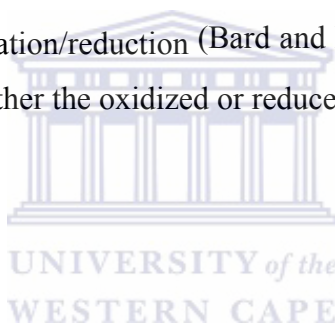 ation/reduction (Bard and
ther the oxidized or reduce
UNIVERSITY of the
WESTERN CAPE